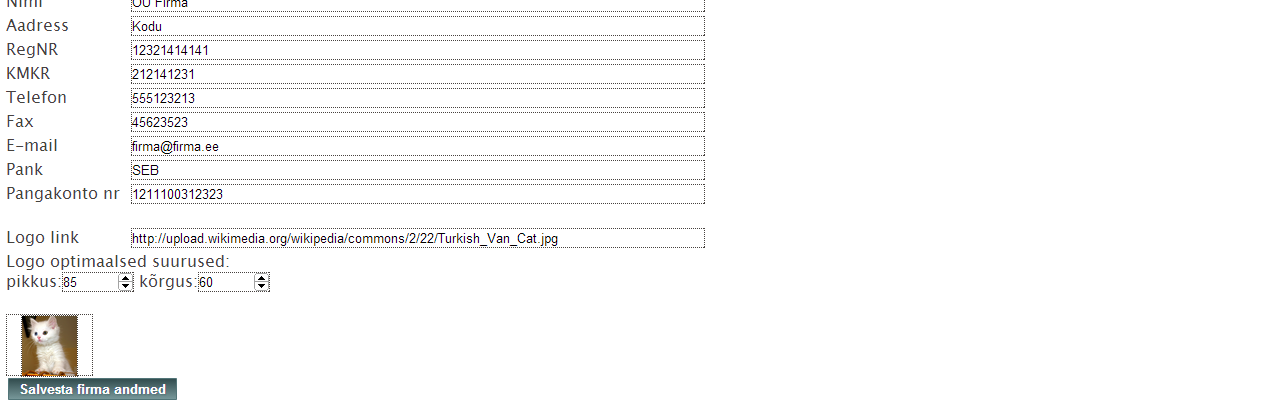 Nimi OÜ Firma
Aadress Kodu
RegNR 12321414141
KMKR 212141231
Telefon 555123213
Fax 45623523
E-mail firma@firma.ee
Pank SEB
Pangakonto nr 1211100312323
Logo link http://upload.wikimedia.org/wikipedia/commons/2/22/Turkish_Van_Cat.jpg
Logo optimaalsed suurused:
pikkus: 85 kõrgus: 60
Salvesta firma andmed